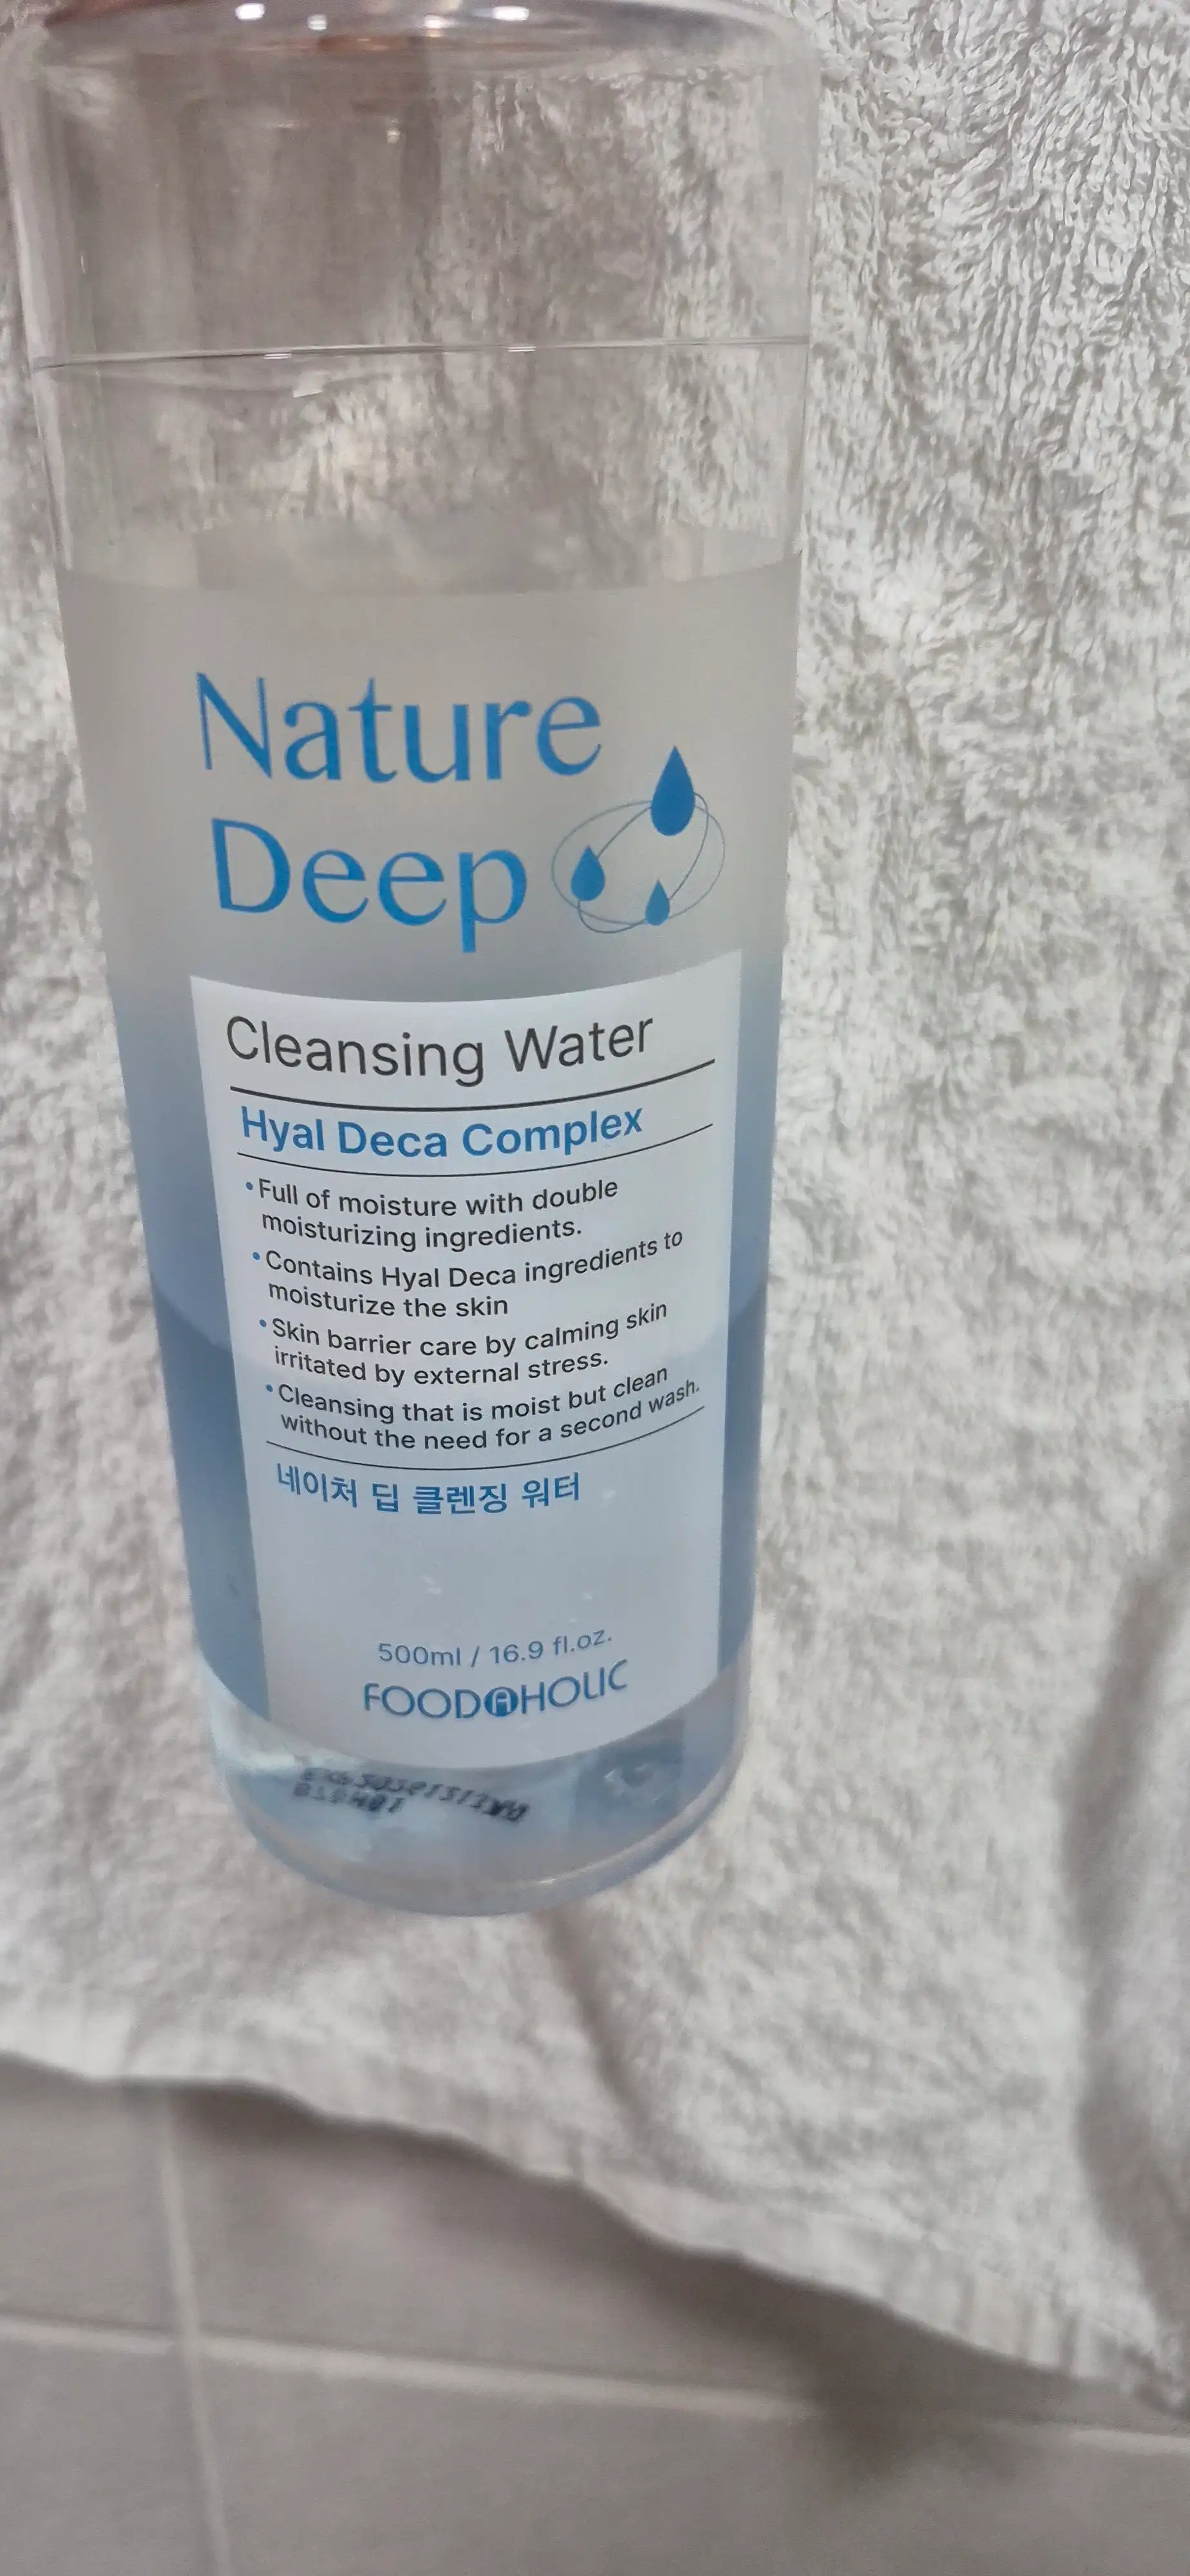 Nature
Deep
Cleansing Water
Hyal Deca Complex
•Full of moisture with double
moisturizing ingredients.
•Contains Hyal Deca ingredients to
moisturize the skin
•Skin barrier care by calming skin
irritated by external stress.
•Cleansing that is moist but clean
without the need for a second wash.
네이처 딥 클렌징 워터
500ml / 16.9 fl.oz.
FOODAHOLIC